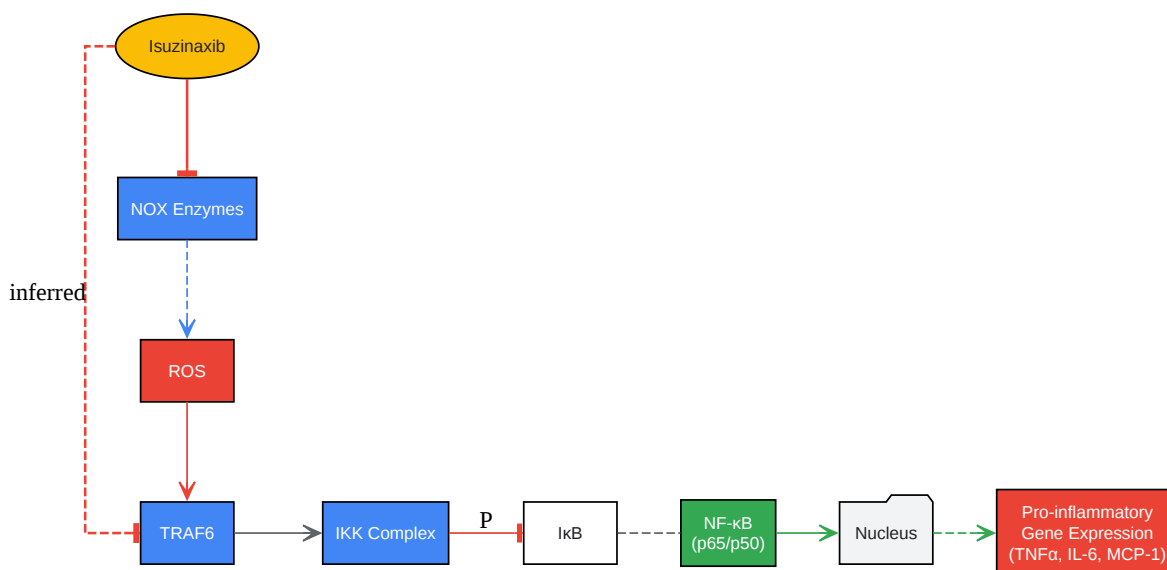 Isuzinaxib
NOX Enzymes
inferred
ROS
TRAF6
IKK Complex
P
IκB
NF-κB
(p65/p50)
Nucleus
Pro-inflammatory
Gene Expression
(TNFα, IL-6, MCP-1)